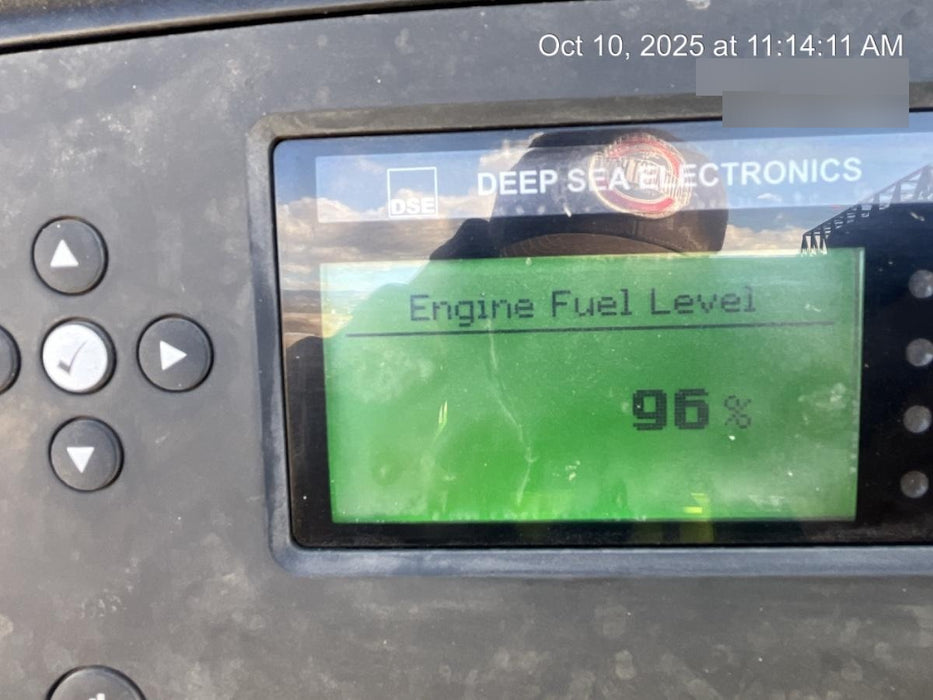 Oct 10, 2025 at 11:14:11 AM
DSE
DEEP SEA ELECTRONICS
Engine Fuel Level
96 %